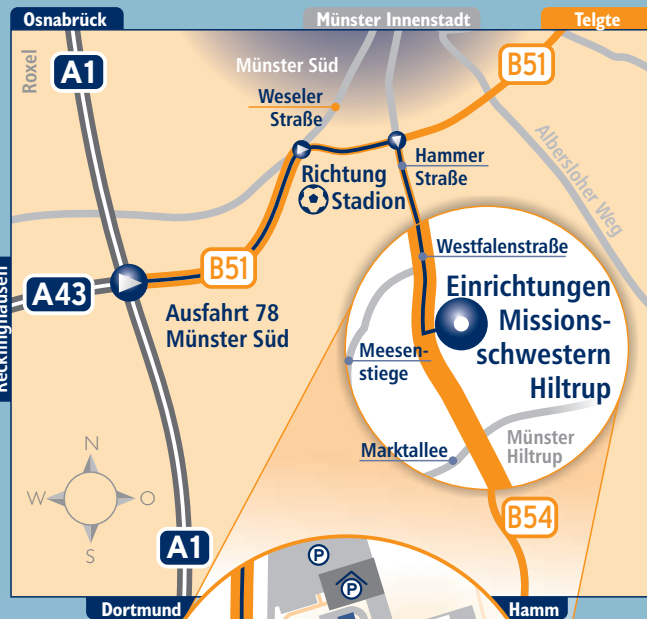 Osnabrück
Münster Innenstadt
Telgte
Roxel
A1
Münster Süd
B51
Weseler
Straße
Albersloher Weg
Hammer
Straße
Richtung
Stadion
Westfalenstraße
B51
Recklinghausen
A43
Einrichtungen
Missions-
schwestern
Hiltrup
Ausfahrt 78
Münster Süd
Meesen-
stiege
Münster
Hiltrup
Marktallee
N
W
O
S
B54
A1
P
P
Dortmund
Hamm